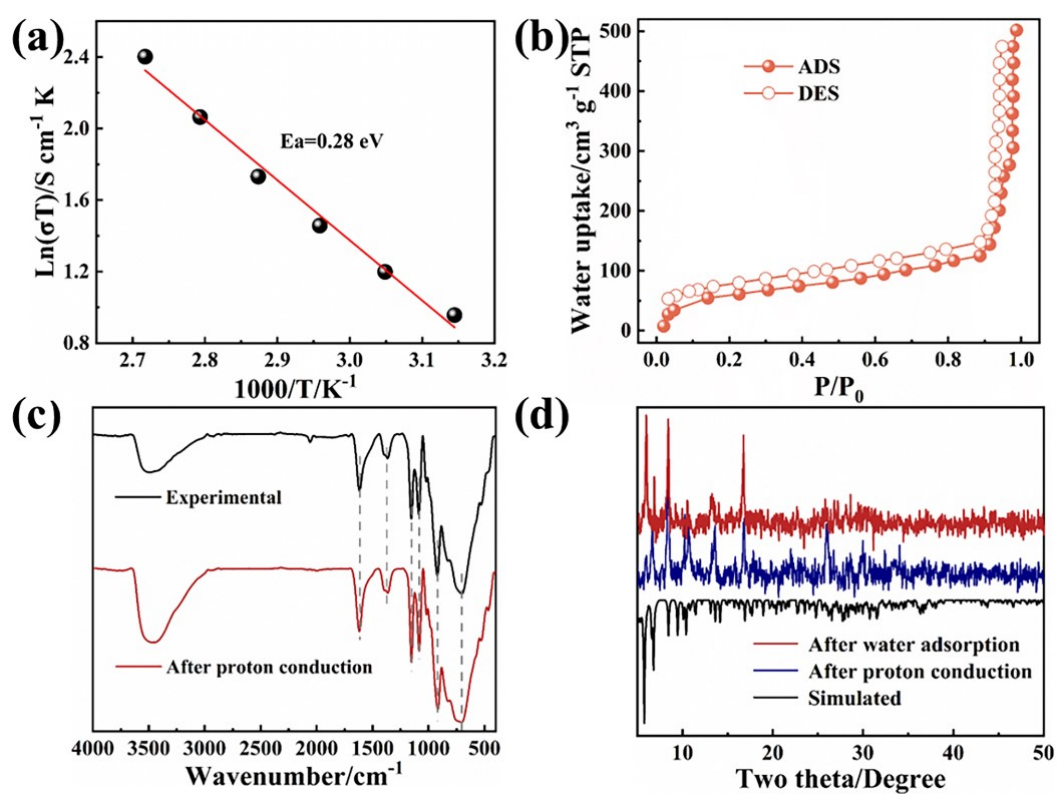 (a)
Ln(σT)/S cm⁻¹ K
2.4
2.0
1.6
1.2
0.8
Ea=0.28 eV
2.7 2.8 2.9 3.0 3.1 3.2
1000/T/K⁻¹
(b)
Water uptake/cm³ g⁻¹ STP
500
400
300
200
100
0
ADS
DES
0.0 0.2 0.4 0.6 0.8 1.0
P/P₀
(c)
Experimental
After proton conduction
4000 3500 3000 2500 2000 1500 1000 500
Wavenumber/cm⁻¹
(d)
After water adsorption
After proton conduction
Simulated
10 20 30 40 50
Two theta/Degree